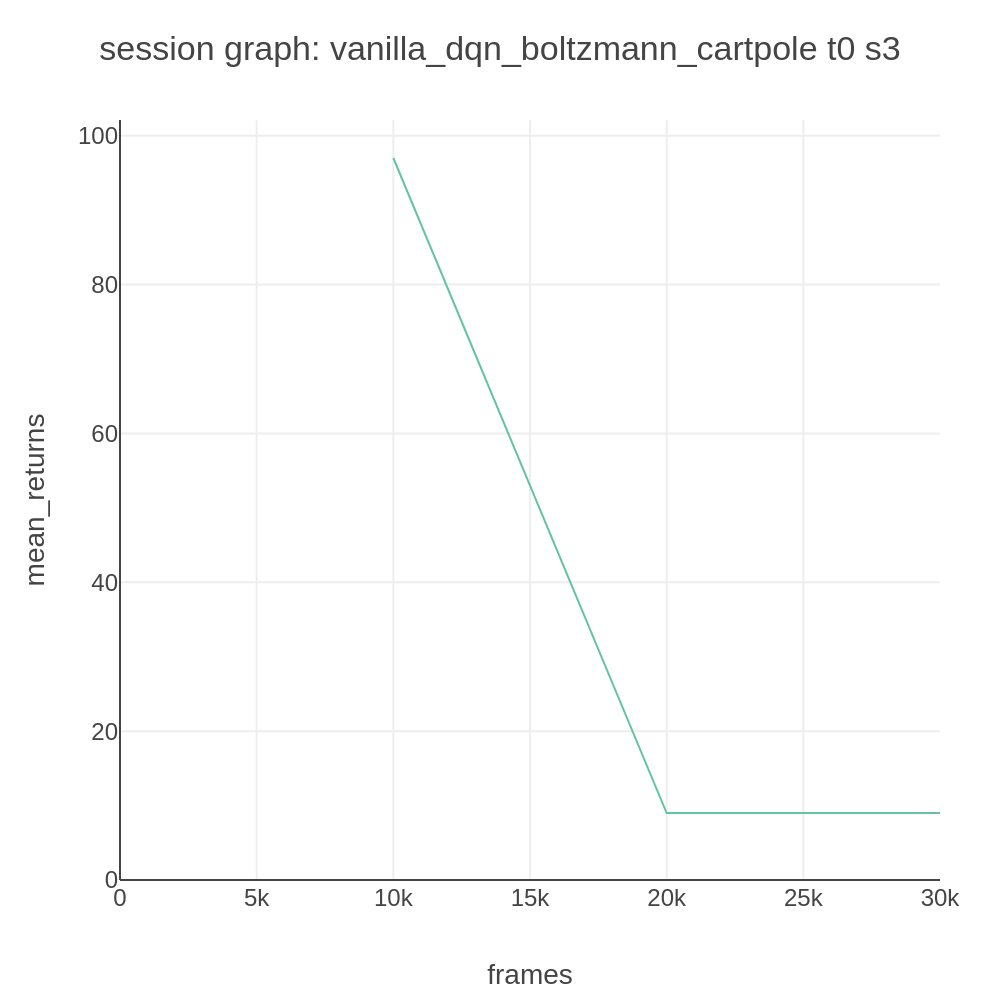 session graph: vanilla_dqn_boltzmann_cartpole t0 s3
100
80
60
40
20
0
mean_returns
0 5k 10k 15k 20k 25k 30k
frames